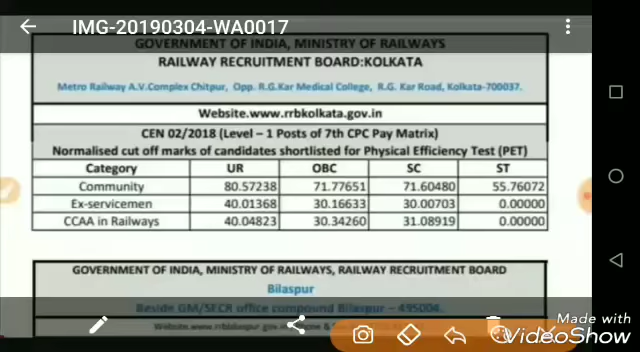 IMG-20190304-WA0017
GOVERNMENT OF INDIA, MINISTRY OF RAILWAYS
RAILWAY RECRUITMENT BOARD:KOLKATA
Metro Railway A.V.Complex Chitpur, Opp. R.G.Kar Medical College, R.G. Kar Road, Kolkata-700037.
Website.www.rrbkolkata.gov.in
CEN 02/2018 (Level – 1 Posts of 7th CPC Pay Matrix)
Normalised cut off marks of candidates shortlisted for Physical Efficiency Test (PET)
Category UR OBC SC ST
Community 80.57238 71.77651 71.60480 55.76072
Ex-servicemen 40.01368 30.16633 30.00703 0.00000
CCAA in Railways 40.04823 30.34260 31.08919 0.00000
GOVERNMENT OF INDIA, MINISTRY OF RAILWAYS, RAILWAY RECRUITMENT BOARD
Bilaspur
Beside GM/SECR office compound Bilaspur – 495004.
Website.www.rrbbilaspur.gov.in
Made with
VideoShow